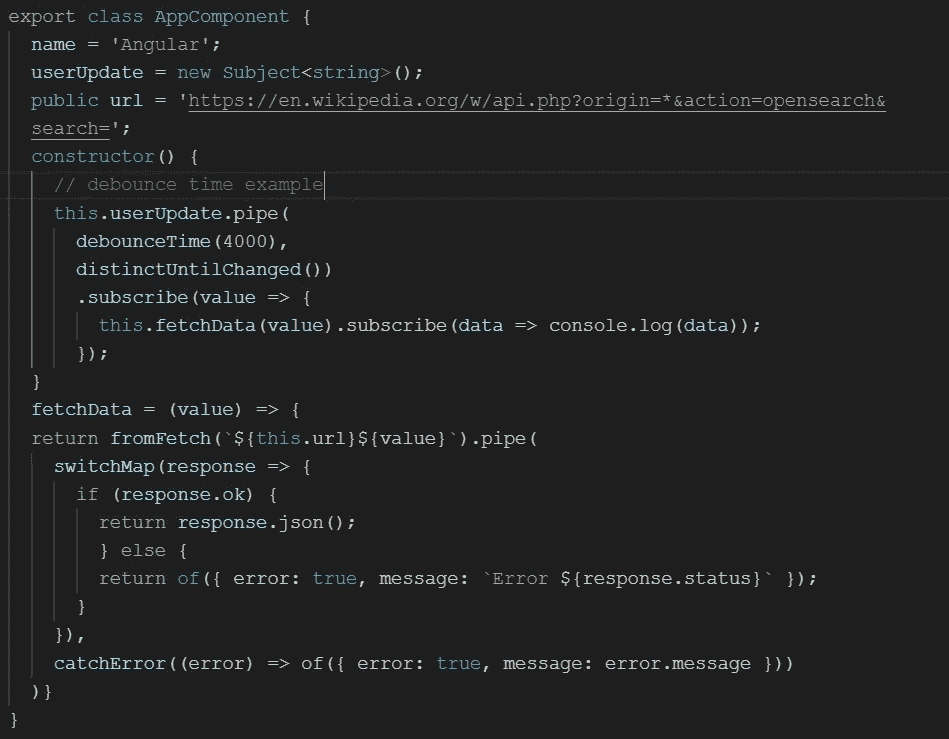 export class AppComponent {
name = 'Angular';
userUpdate = new Subject<string>();
public url = 'https://en.wikipedia.org/w/api.php?origin=*&action=opensearch&
search=';
constructor() {
// debounce time example
this.userUpdate.pipe(
debounceTime(4000),
distinctUntilChanged())
.subscribe(value => {
this.fetchData(value).subscribe(data => console.log(data));
});
}
fetchData = (value) => {
return fromFetch(`${this.url}${value}`).pipe(
switchMap(response => {
if (response.ok) {
return response.json();
} else {
return of({ error: true, message: `Error ${response.status}` });
}
}),
catchError((error) => of({ error: true, message: error.message }))
)}
}